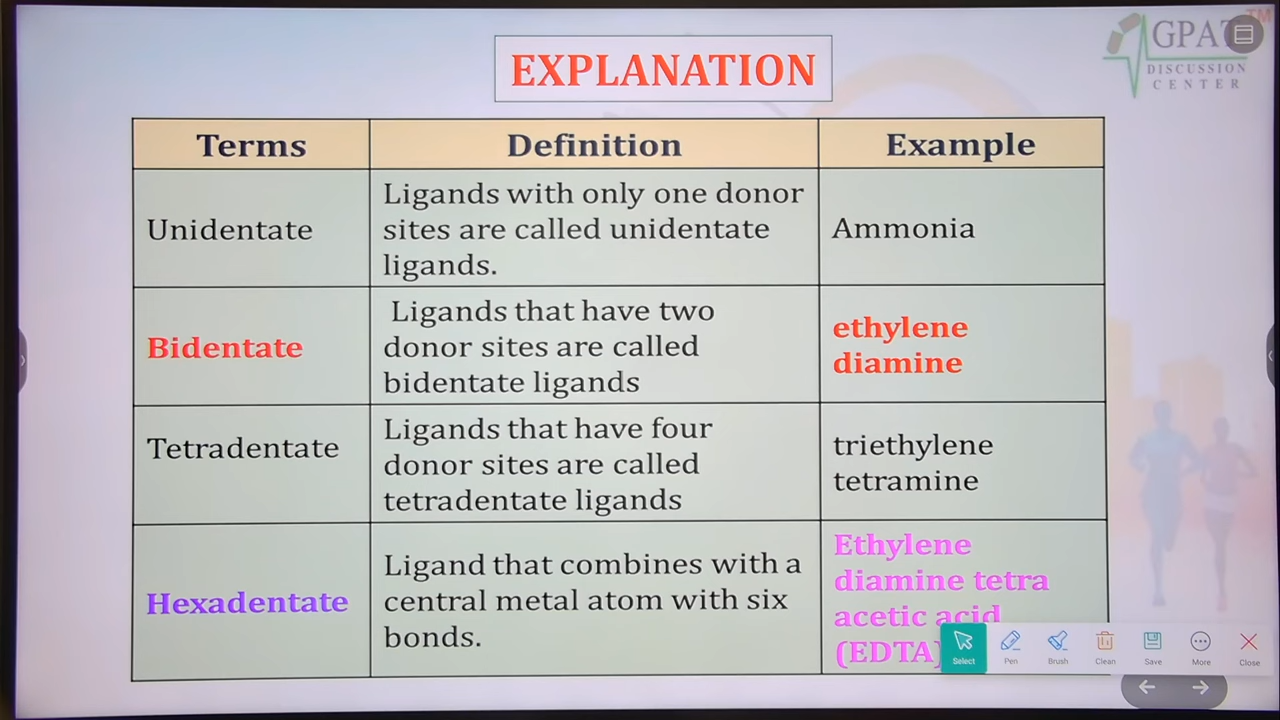 EXPLANATION
GPAT
TM
DISCUSSION
CENTER
Terms
Definition
Example
Unidentate
Ligands with only one donor
sites are called unidentate
ligands.
Ammonia
Bidentate
Ligands that have two
donor sites are called
bidentate ligands
ethylene
diamine
Tetradentate
Ligands that have four
donor sites are called
tetradentate ligands
triethylene
tetramine
Hexadentate
Ligand that combines with a
central metal atom with six
bonds.
Ethylene
diamine tetra
acetic acid
(EDTA)
Select
Pen
Brush
Clean
Save
More
Close